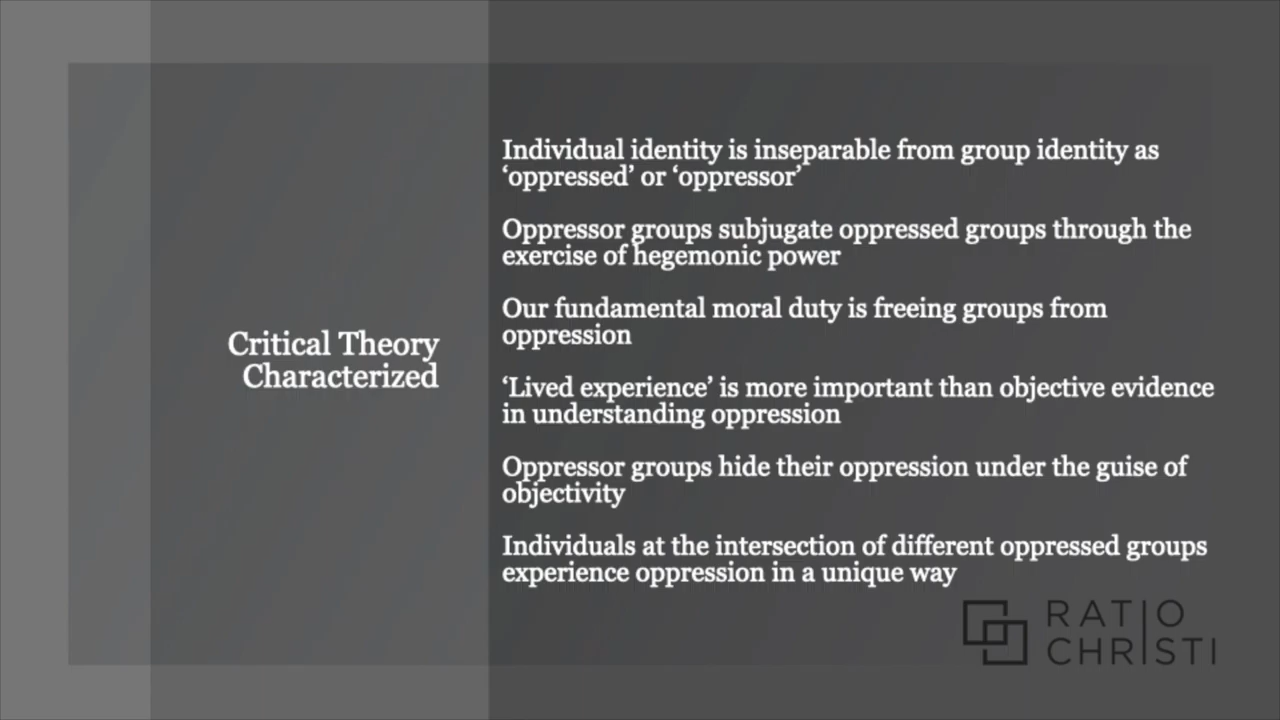 Critical Theory
Characterized
Individual identity is inseparable from group identity as
‘oppressed’ or ‘oppressor’
Oppressor groups subjugate oppressed groups through the
exercise of hegemonic power
Our fundamental moral duty is freeing groups from
oppression
‘Lived experience’ is more important than objective evidence
in understanding oppression
Oppressor groups hide their oppression under the guise of
objectivity
Individuals at the intersection of different oppressed groups
experience oppression in a unique way
RATIO
CHRISTI